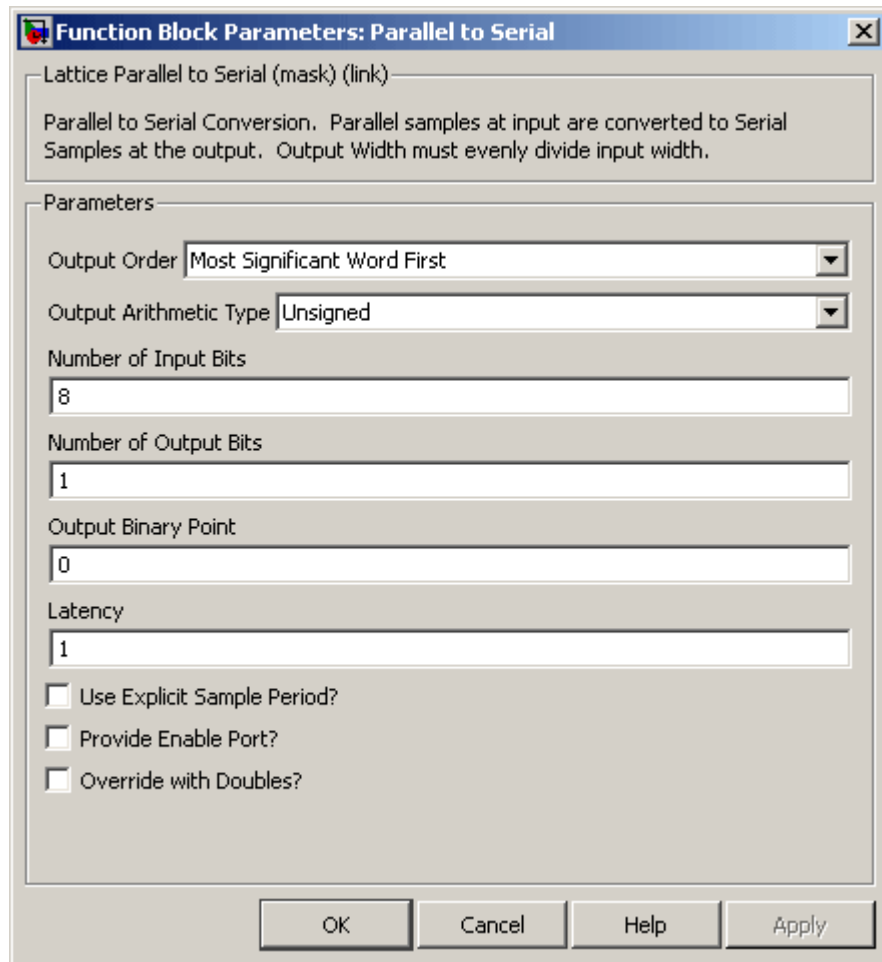 Function Block Parameters: Parallel to Serial
Lattice Parallel to Serial (mask) (link)
Parallel to Serial Conversion. Parallel samples at input are converted to Serial
Samples at the output. Output Width must evenly divide input width.
Parameters
Output Order Most Significant Word First
Output Arithmetic Type Unsigned
Number of Input Bits
8
Number of Output Bits
1
Output Binary Point
0
Latency
1
Use Explicit Sample Period?
Provide Enable Port?
Override with Doubles?
OK Cancel Help Apply